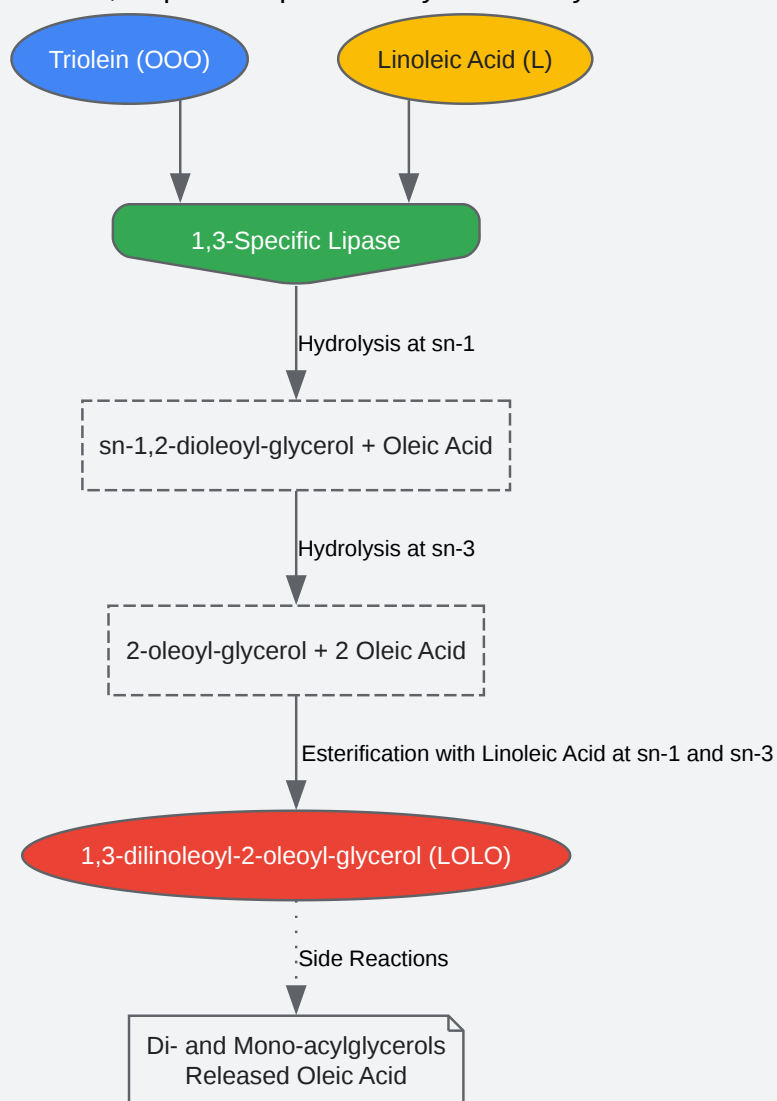 Triolein (OOO)
Linoleic Acid (L)
1,3-Specific Lipase
Hydrolysis at sn-1
sn-1,2-dioleoyl-glycerol + Oleic Acid
Hydrolysis at sn-3
2-oleoyl-glycerol + 2 Oleic Acid
Esterification with Linoleic Acid at sn-1 and sn-3
1,3-dilinoleoyl-2-oleoyl-glycerol (LOLO)
Side Reactions
Di- and Mono-acylglycerols
Released Oleic Acid